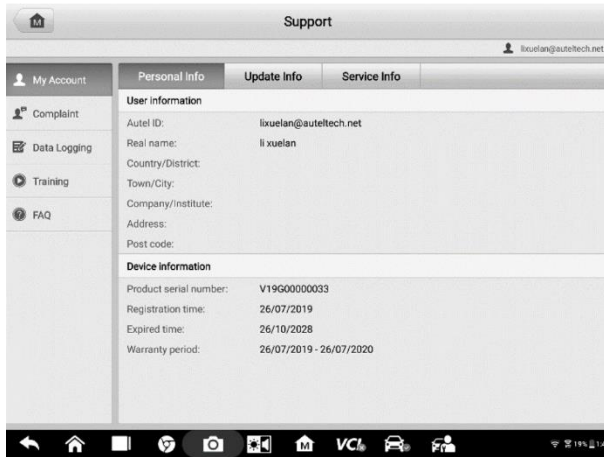 Support
lixuelan@auteltech.net
My Account
Complaint
Data Logging
Training
FAQ
Personal Info Update Info Service Info
User information
Autel ID: lixuelan@auteltech.net
Real name: li xuelan
Country/District:
Town/City:
Company/Institute:
Address:
Post code:
Device information
Product serial number: V19G00000033
Registration time: 26/07/2019
Expired time: 26/10/2028
Warranty period: 26/07/2019 - 26/07/2020
M VCI 19%